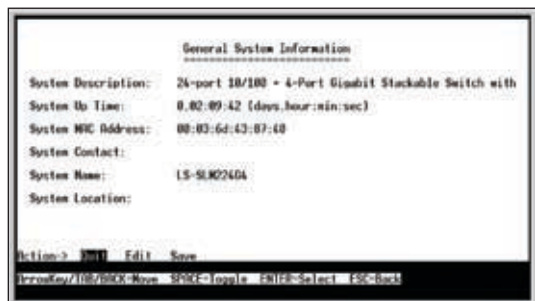 General System Information
System Description: 24-port 10/100 + 4-Port Gigabit Stackable Switch with
System Up Time: 0,02:09:42 (days,hour:min:sec)
System MAC Address: 00:03:6d:43:07:40
System Contact:
System Name: LS-SLM224G4
System Location:
Action-> Quit Edit Save
ArrowKey/TAB/BACK-Move SPACE-Toggle ENTER-Select ESC-Back